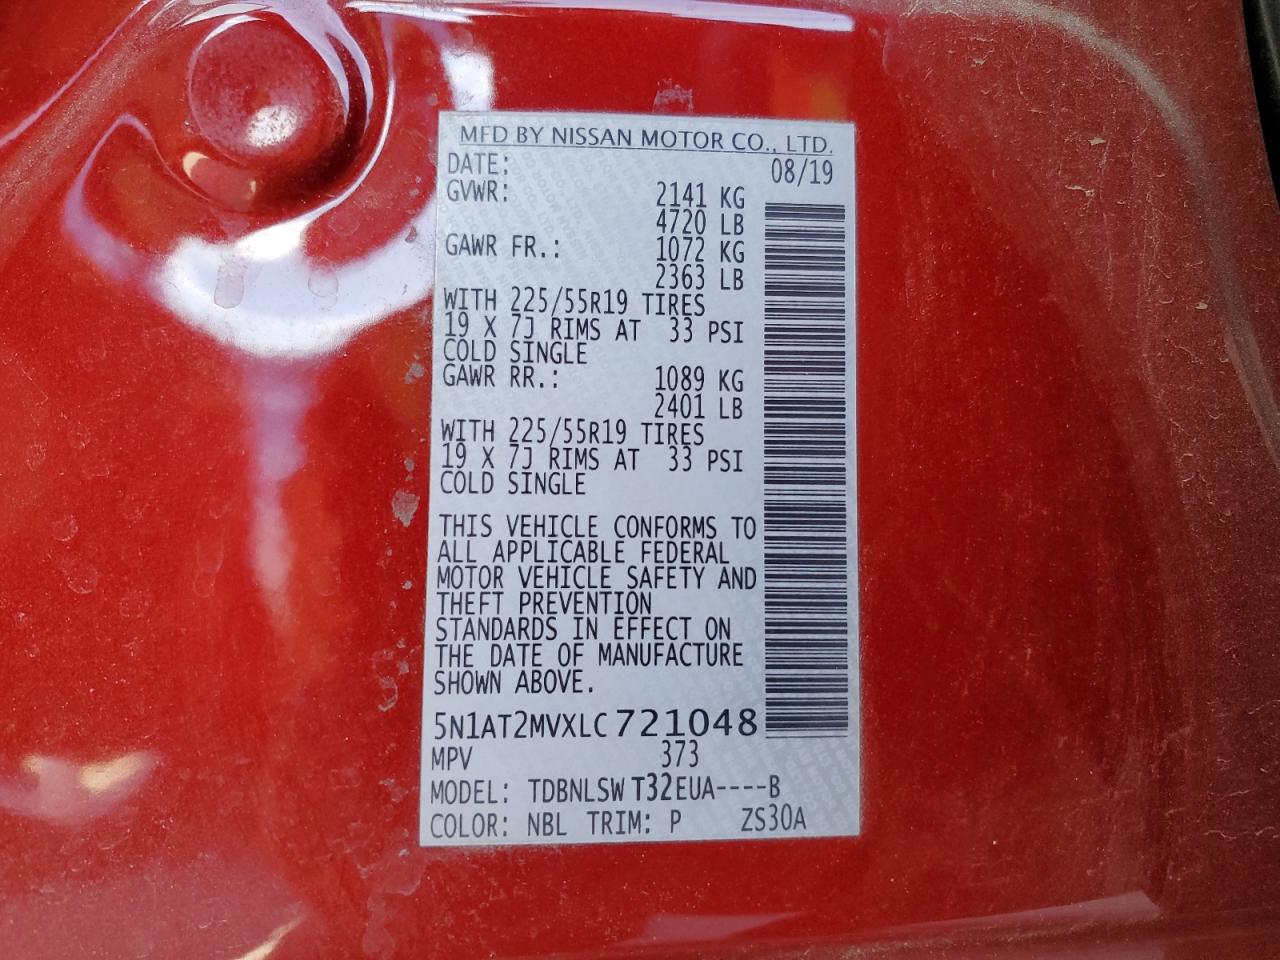 MFD BY NISSAN MOTOR CO., LTD.
DATE: 08/19
GVWR: 2141 KG
4720 LB
GAWR FR.: 1072 KG
2363 LB
WITH 225/55R19 TIRES
19 X 7J RIMS AT 33 PSI
COLD SINGLE
GAWR RR.: 1089 KG
2401 LB
WITH 225/55R19 TIRES
19 X 7J RIMS AT 33 PSI
COLD SINGLE
THIS VEHICLE CONFORMS TO
ALL APPLICABLE FEDERAL
MOTOR VEHICLE SAFETY AND
THEFT PREVENTION
STANDARDS IN EFFECT ON
THE DATE OF MANUFACTURE
SHOWN ABOVE.
5N1AT2MVXLC721048
MPV 373
MODEL: TDBNLSW T32EUA----B
COLOR: NBL TRIM: P ZS30A